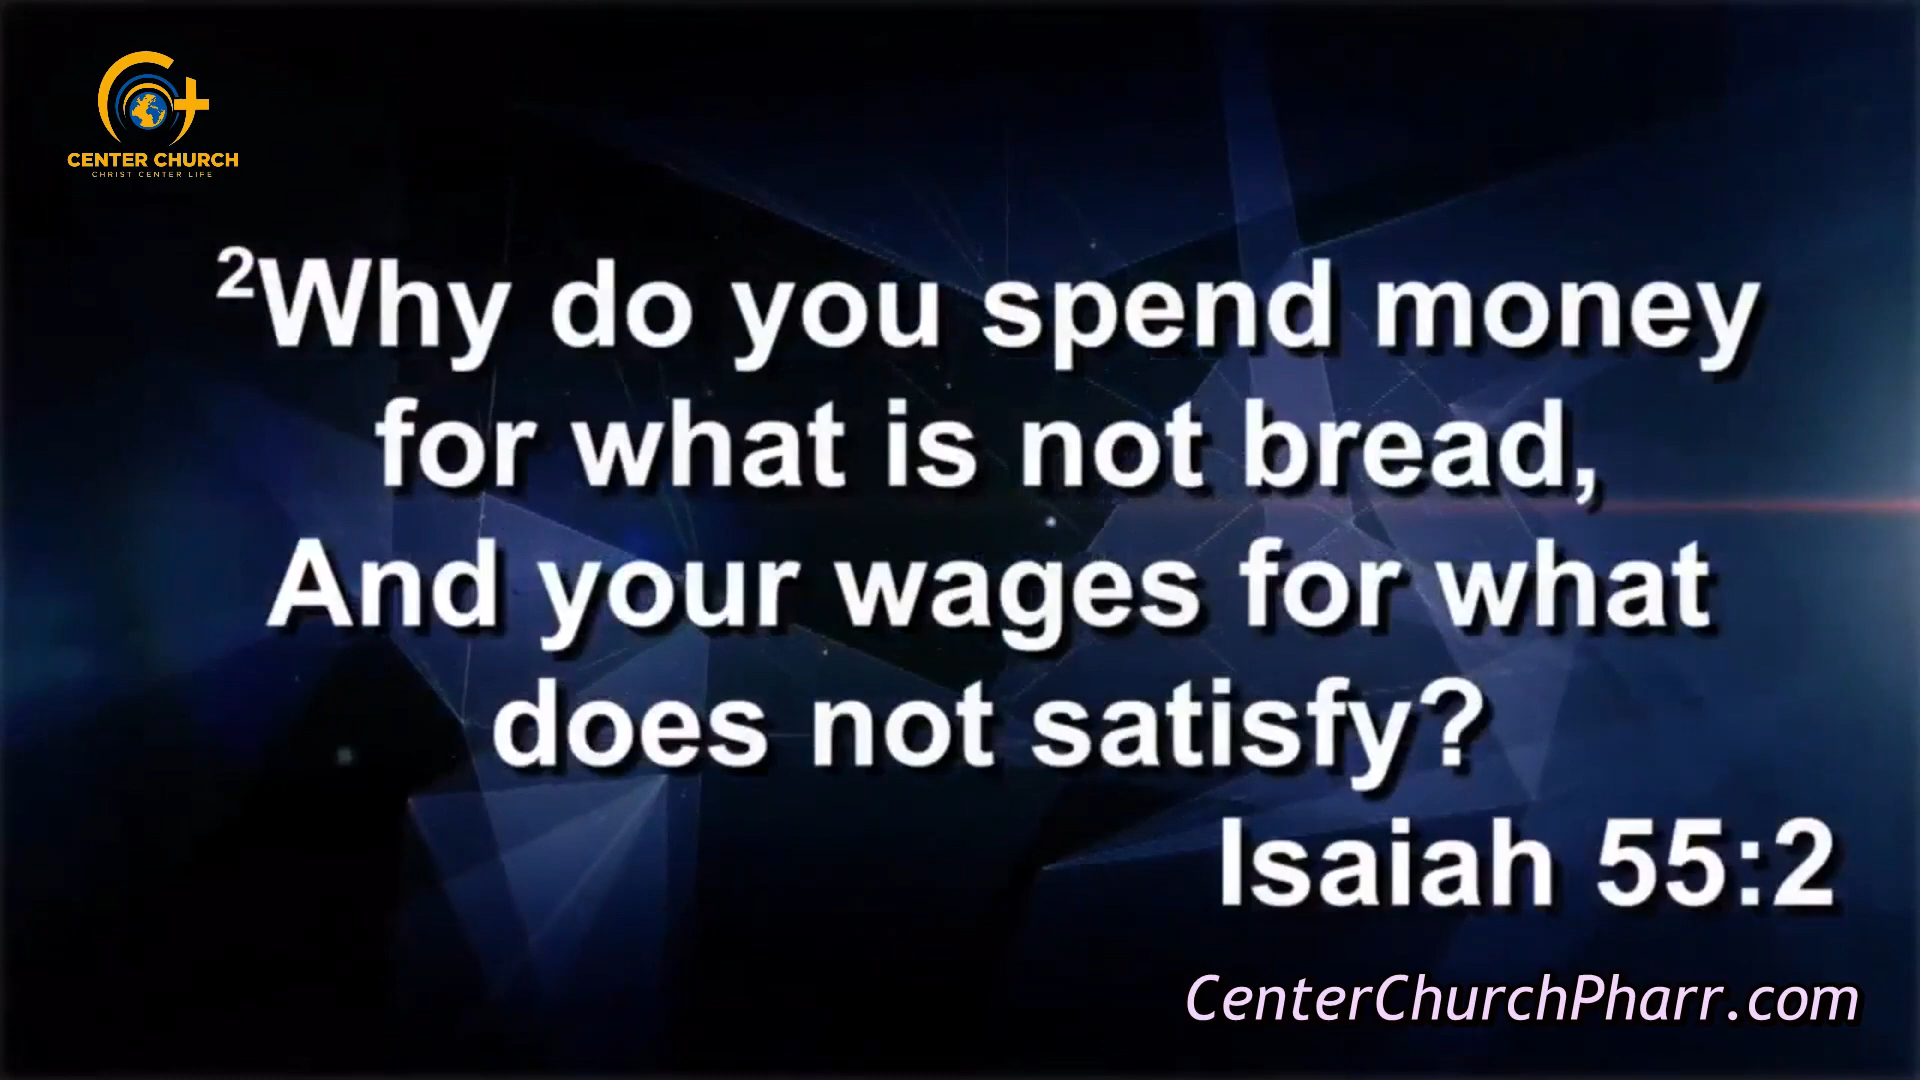 CENTER CHURCH
CHRIST CENTER LIFE
²Why do you spend money
for what is not bread,
And your wages for what
does not satisfy?
Isaiah 55:2
CenterChurchPharr.com